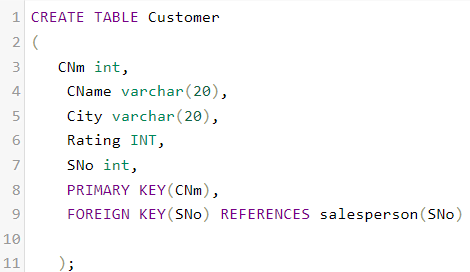 1 CREATE TABLE Customer
2 (
3 CNm int,
4 CName varchar(20),
5 City varchar(20),
6 Rating INT,
7 SNo int,
8 PRIMARY KEY(CNm),
9 FOREIGN KEY(SNo) REFERENCES salesperson(SNo)
10
11 );